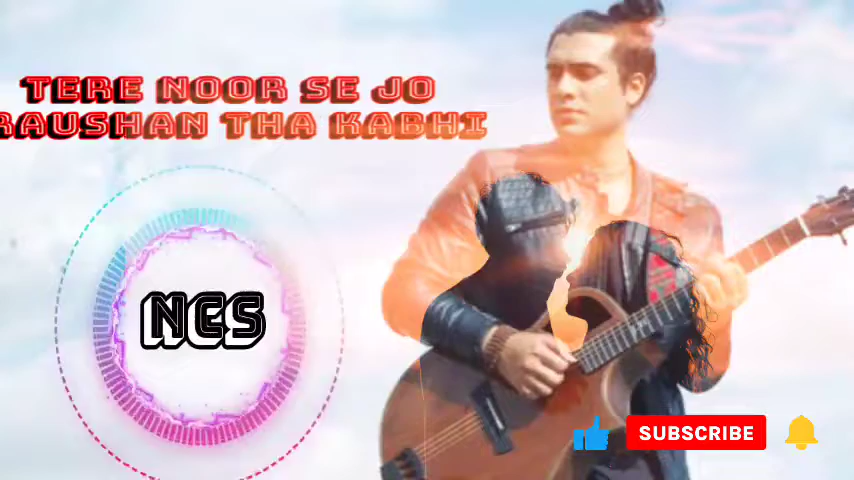 TERE NOOR SE JO
RAUSHAN THA KABHI
NCS
SUBSCRIBE